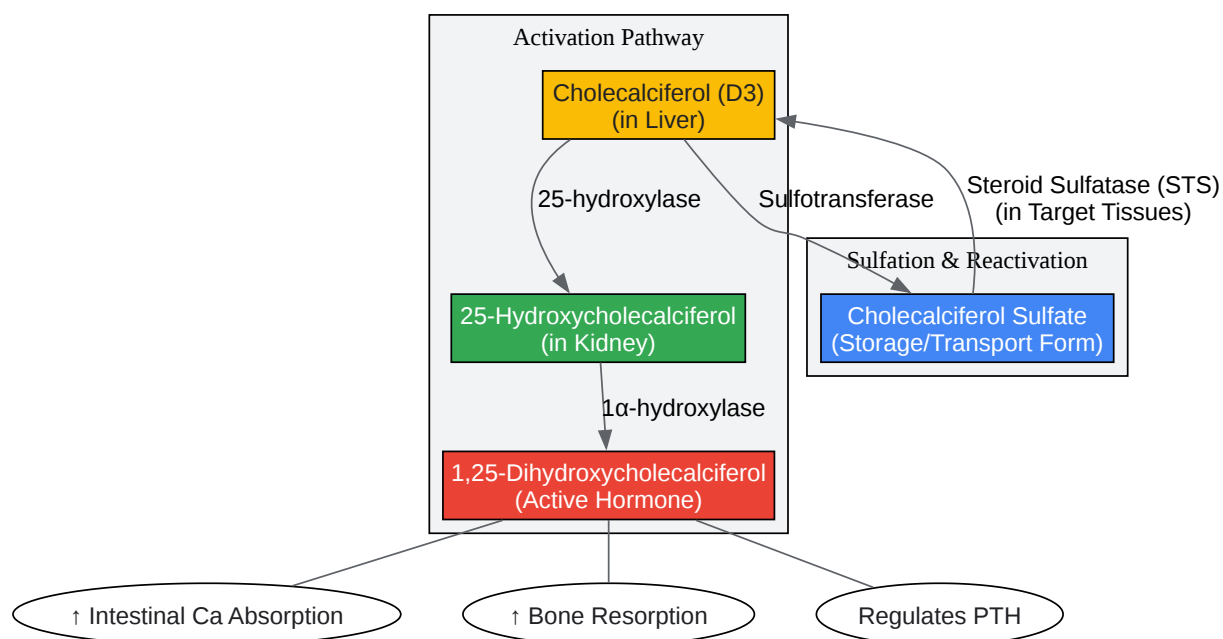 Activation Pathway
Cholecalciferol (D3)
(in Liver)
25-hydroxylase
Sulfotransferase
Steroid Sulfatase (STS)
(in Target Tissues)
Sulfation & Reactivation
25-Hydroxycholecalciferol
(in Kidney)
Cholecalciferol Sulfate
(Storage/Transport Form)
1α-hydroxylase
1,25-Dihydroxycholecalciferol
(Active Hormone)
↑ Intestinal Ca Absorption
↑ Bone Resorption
Regulates PTH